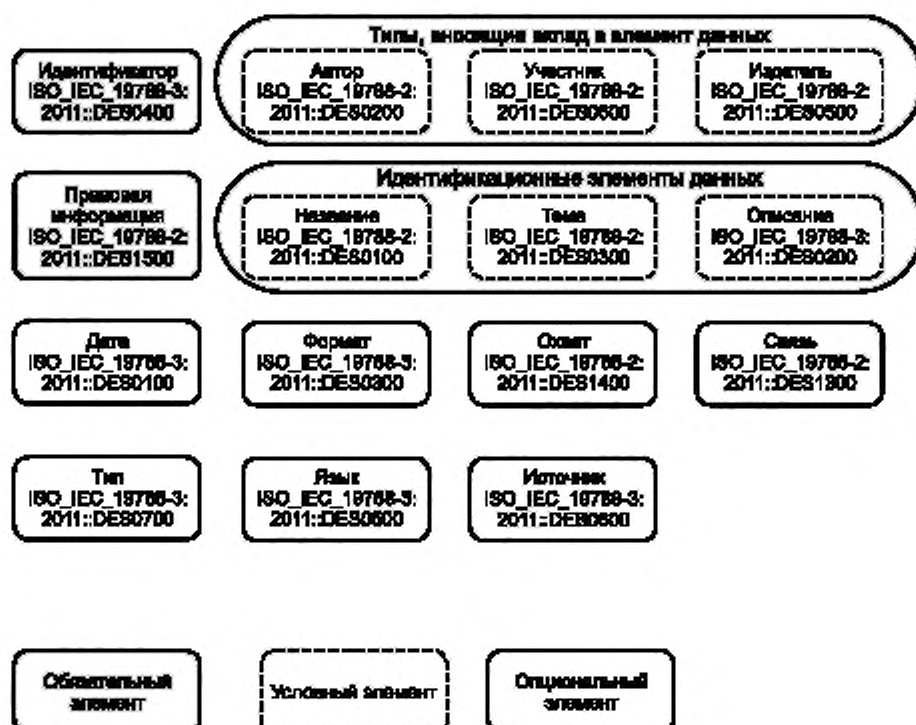 Типы, вносящие вклад в элемент данных
Идентификатор
ISO_IEC_19788-3:
2011::DES0400
Автор
ISO_IEC_19788-2:
2011::DES0200
Участник
ISO_IEC_19788-2:
2011::DES0600
Издатель
ISO_IEC_19788-2:
2011::DES0500
Идентификационные элементы данных
Правовая
информация
ISO_IEC_19788-2:
2011::DES1500
Название
ISO_IEC_19788-2:
2011::DES0100
Тема
ISO_IEC_19788-2:
2011::DES0300
Описание
ISO_IEC_19788-3:
2011::DES0200
Дата
ISO_IEC_19788-3:
2011::DES0100
Формат
ISO_IEC_19788-3:
2011::DES0300
Охват
ISO_IEC_19788-2:
2011::DES1400
Связь
ISO_IEC_19788-2:
2011::DES1300
Тип
ISO_IEC_19788-3:
2011::DES0700
Язык
ISO_IEC_19788-3:
Источник
ISO_IEC_19788-3:
Обязательный
элемент
Условный элемент
Опциональный
элемент